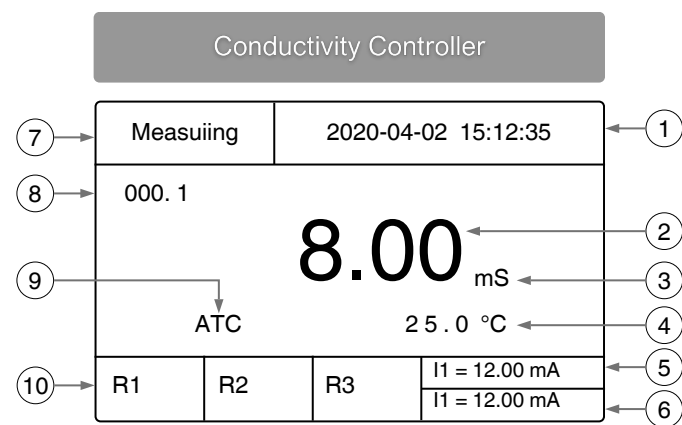 Conductivity Controller
7 Measuiing 2020-04-02 15:12:35 1
8 000. 1
8.00 2
9 mS 3
ATC 25.0 °C 4
10 R1 R2 R3 I1 = 12.00 mA 5
I1 = 12.00 mA 6